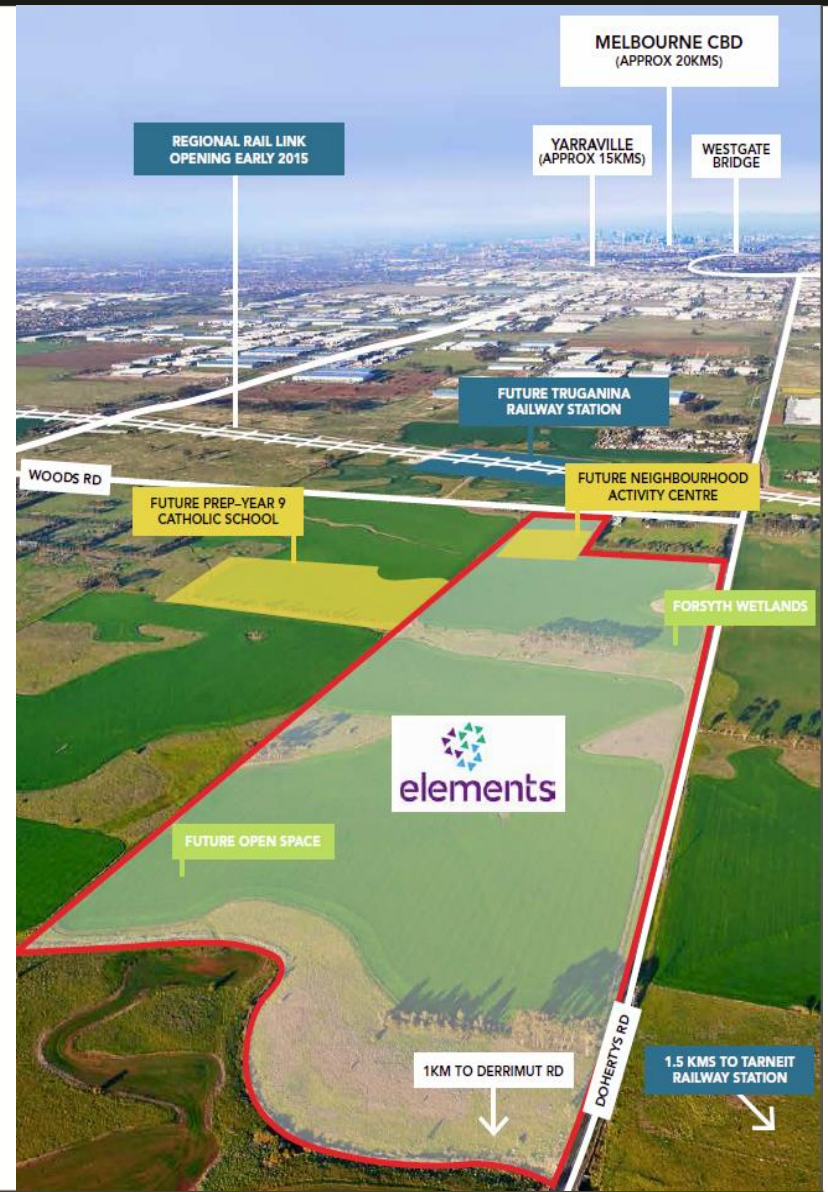 MELBOURNE CBD
(APPROX 20KMS)
REGIONAL RAIL LINK
OPENING EARLY 2015
YARRAVILLE
(APPROX 15KMS)
WESTGATE
BRIDGE
FUTURE TRUGANINA
RAILWAY STATION
WOODS RD
FUTURE NEIGHBOURHOOD
ACTIVITY CENTRE
FUTURE PREP–YEAR 9
CATHOLIC SCHOOL
FORSYTH WETLANDS
elements
FUTURE OPEN SPACE
DOHERTYS RD
1KM TO DERRIMUT RD
1.5 KMS TO TARNEIT
RAILWAY STATION